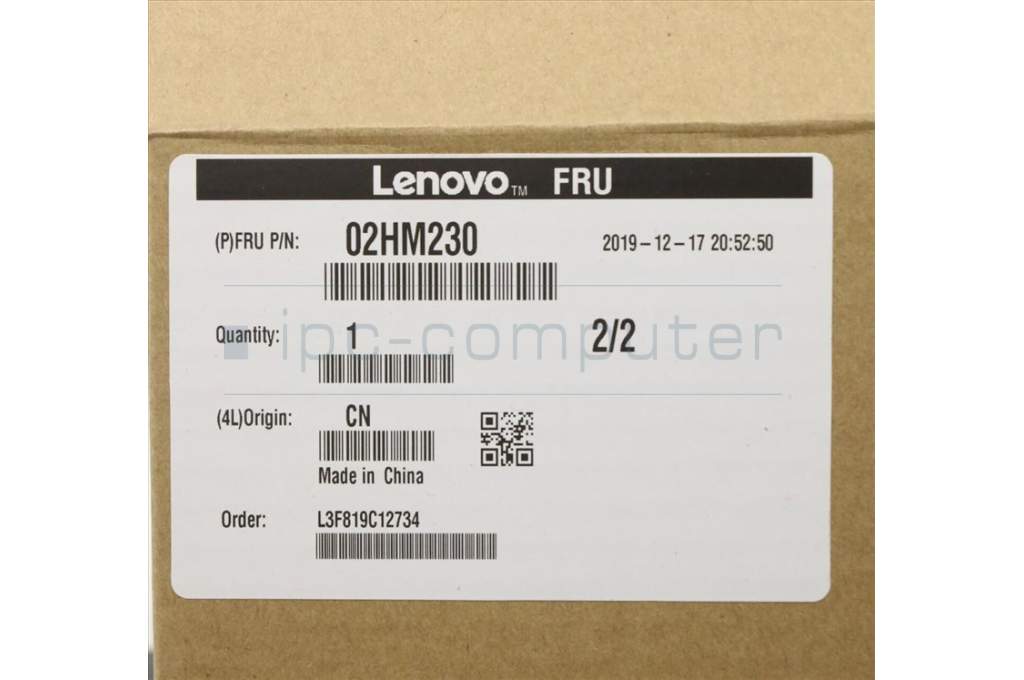 Lenovo™ FRU
(P)FRU P/N: 02HM230 2019-12-17 20:52:50
ipc-computer
Quantity: 1 2/2
(4L)Origin: CN
Made in China
Order: L3F819C12734